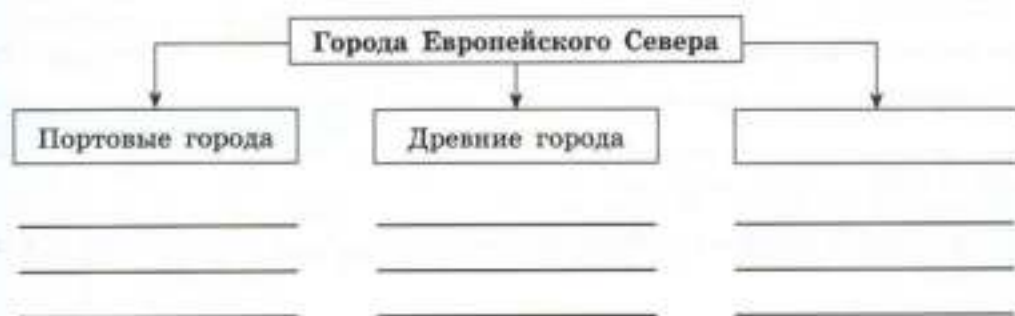 Города Европейского Севера
Портовые города
Древние города